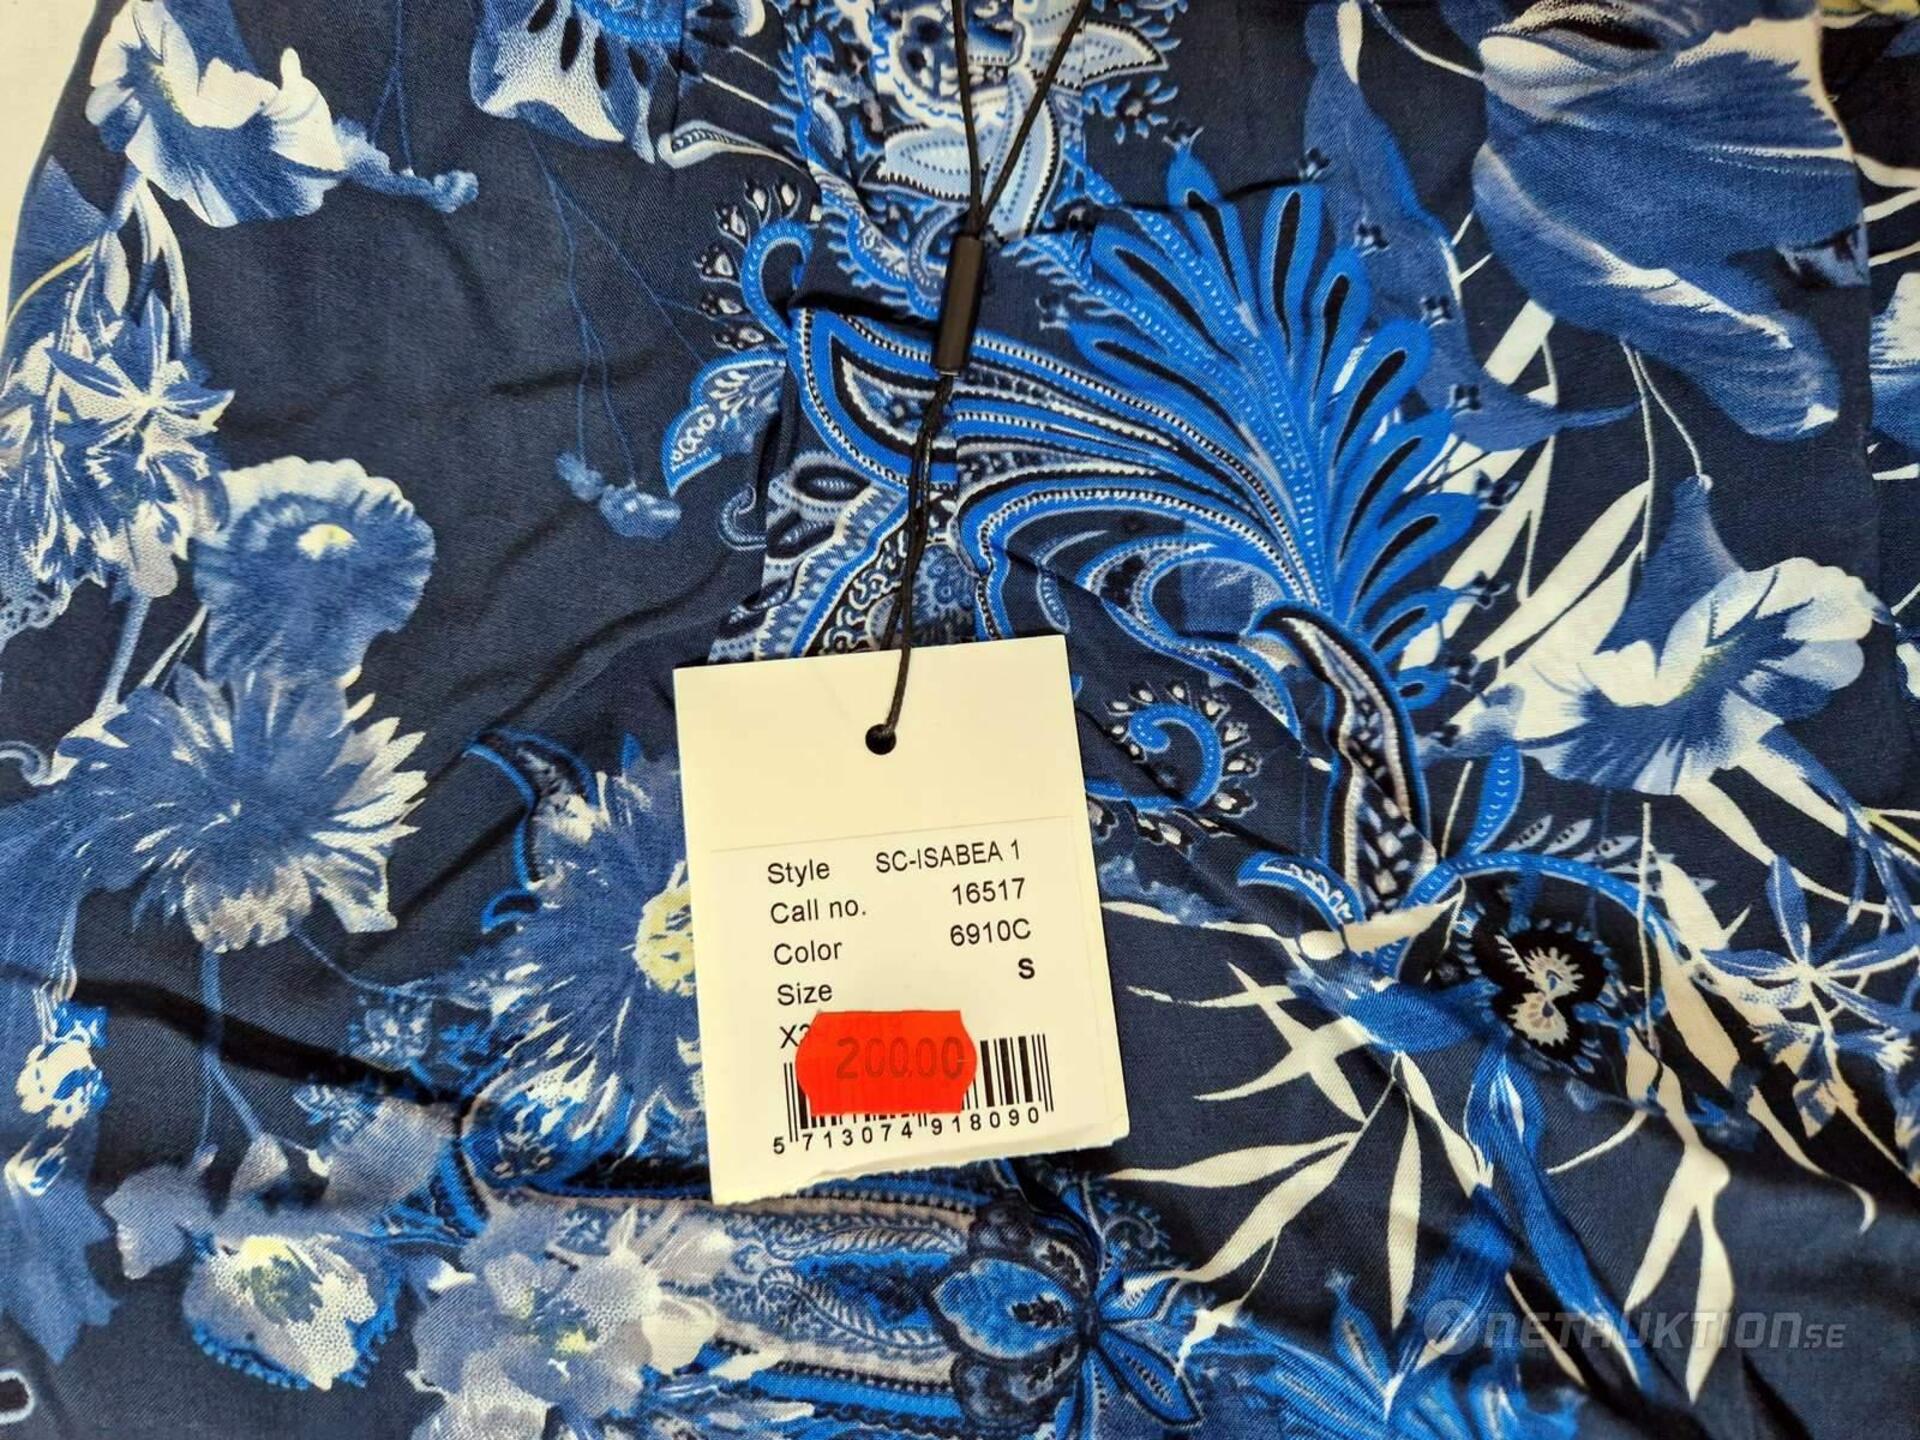 Style SC-ISABEA 1
Call no. 16517
Color 6910C
Size S
200.00
5 713074 918090
NETAUKTION.SE